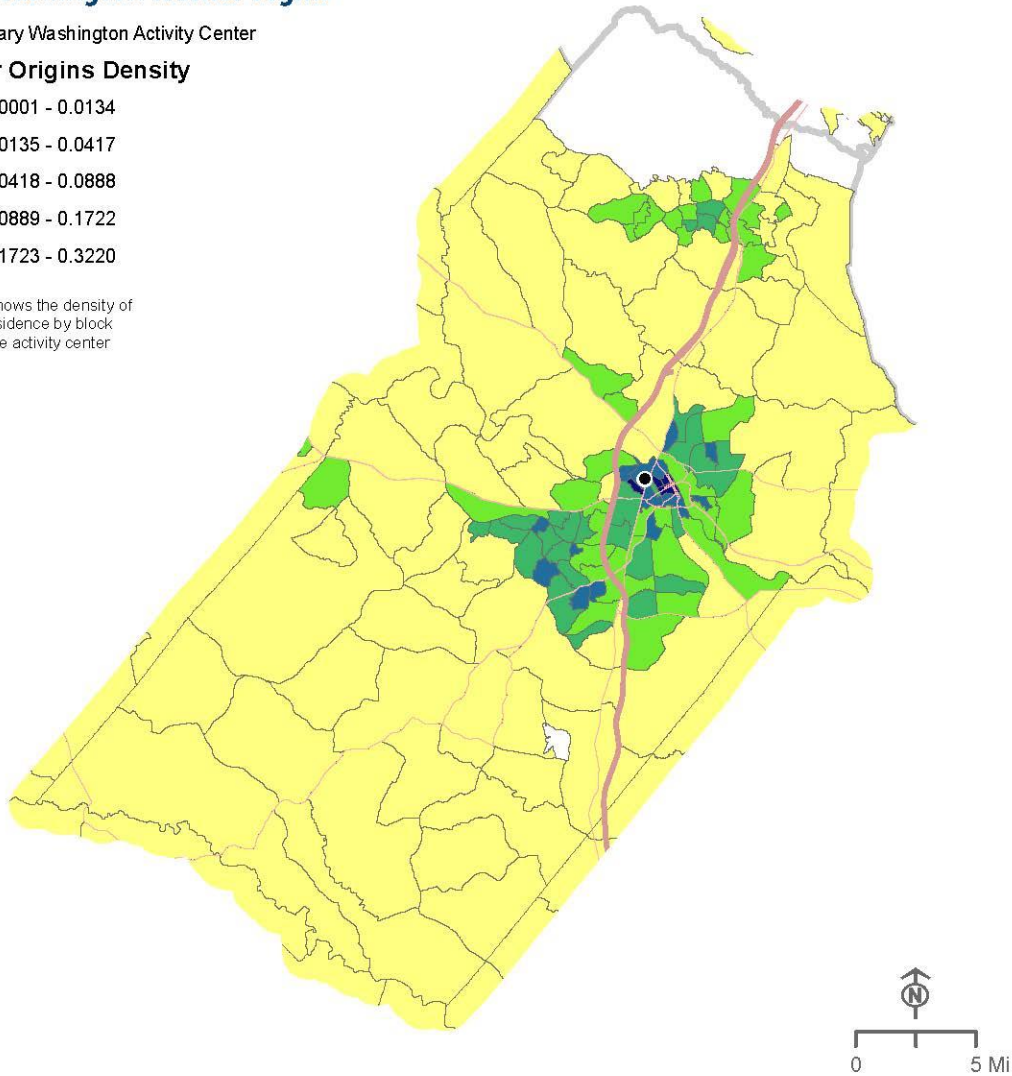 ary Washington Activity Center
r Origins Density
0001 - 0.0134
0135 - 0.0417
0418 - 0.0888
0889 - 0.1722
1723 - 0.3220
hows the density of
sidence by block
e activity center
N
0 5 Mi